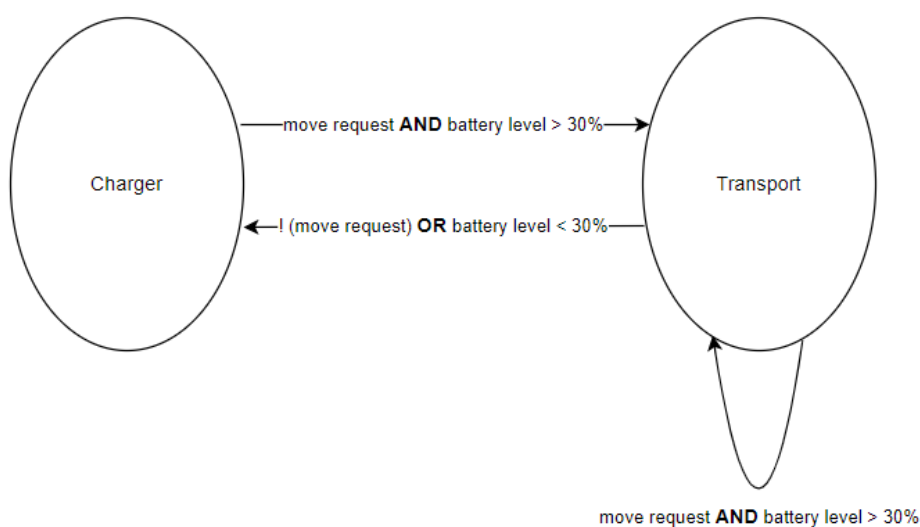 move request AND battery level > 30%
Charger
Transport
! (move request) OR battery level < 30%
move request AND battery level > 30%